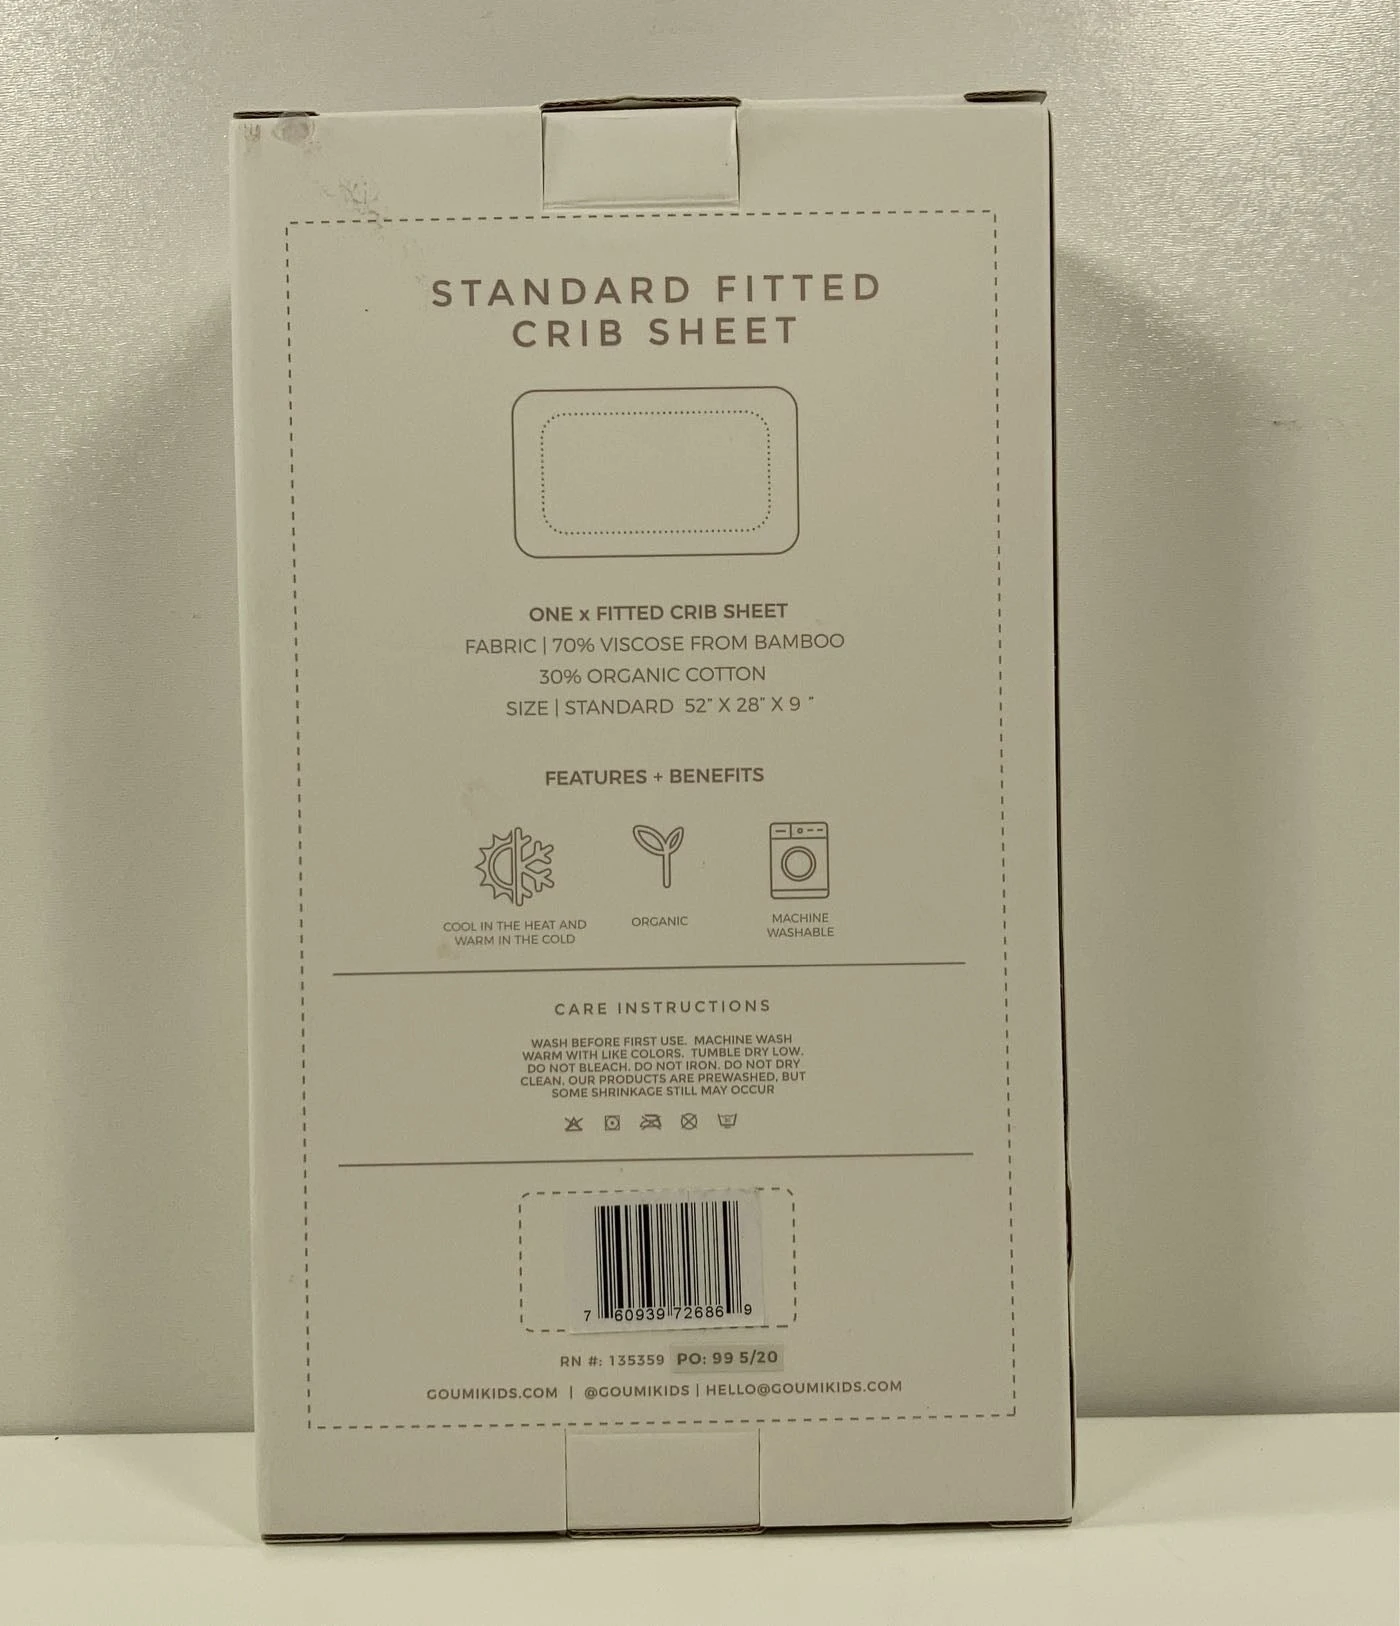 STANDARD FITTED
CRIB SHEET
ONE x FITTED CRIB SHEET
FABRIC | 70% VISCOSE FROM BAMBOO
30% ORGANIC COTTON
SIZE | STANDARD 52" X 28" X 9 "
FEATURES + BENEFITS
COOL IN THE HEAT AND
WARM IN THE COLD
ORGANIC
MACHINE
WASHABLE
CARE INSTRUCTIONS
WASH BEFORE FIRST USE. MACHINE WASH
WARM WITH LIKE COLORS. TUMBLE DRY LOW.
DO NOT BLEACH. DO NOT IRON. DO NOT DRY
CLEAN. OUR PRODUCTS ARE PREWASHED, BUT
SOME SHRINKAGE STILL MAY OCCUR
7 60939 72686 9
RN #: 135359 PO: 99 5/20
GOUMIKIDS.COM | @GOUMIKIDS | HELLO@GOUMIKIDS.COM